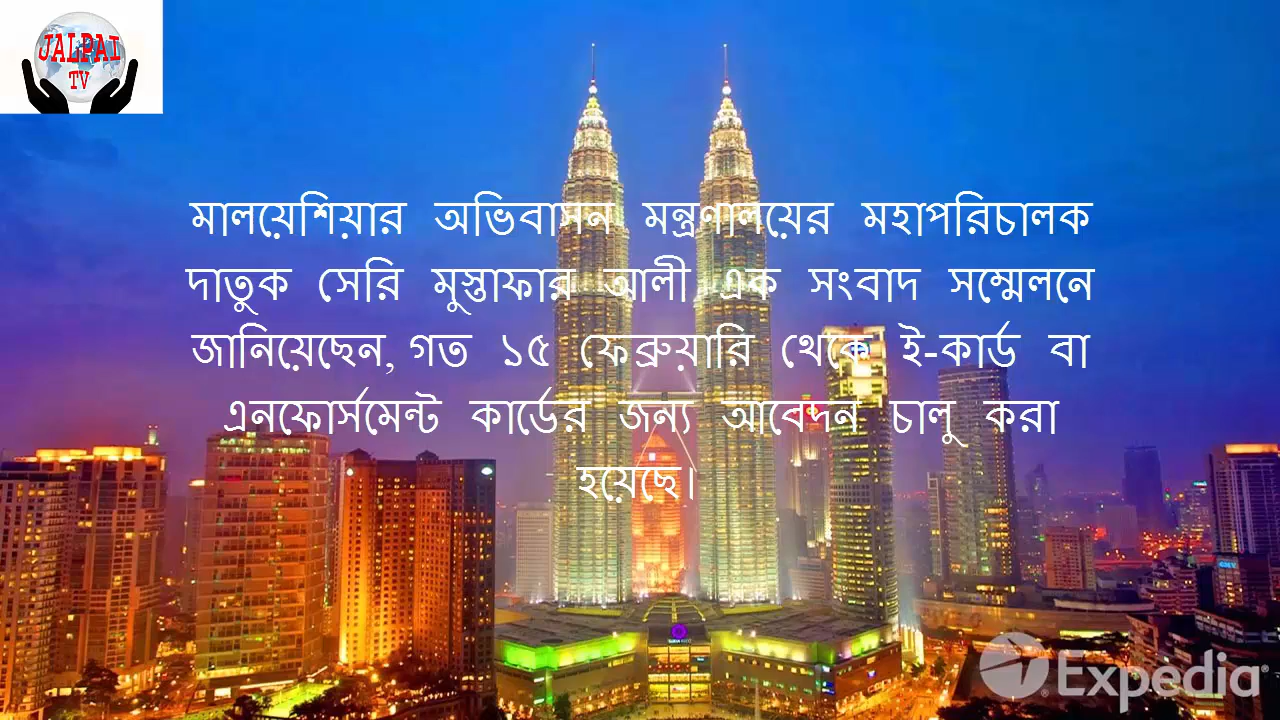 JALPAI
TV
মালয়েশিয়ার অভিবাসন মন্ত্রণালয়ের মহাপরিচালক
দাতুক সেরি মুস্তাফার আলী এক সংবাদ সম্মেলনে
জানিয়েছেন, গত ১৫ ফেব্রুয়ারি থেকে ই-কার্ড বা
এনফোর্সমেন্ট কার্ডের জন্য আবেদন চালু করা
হয়েছে।
Expedia®